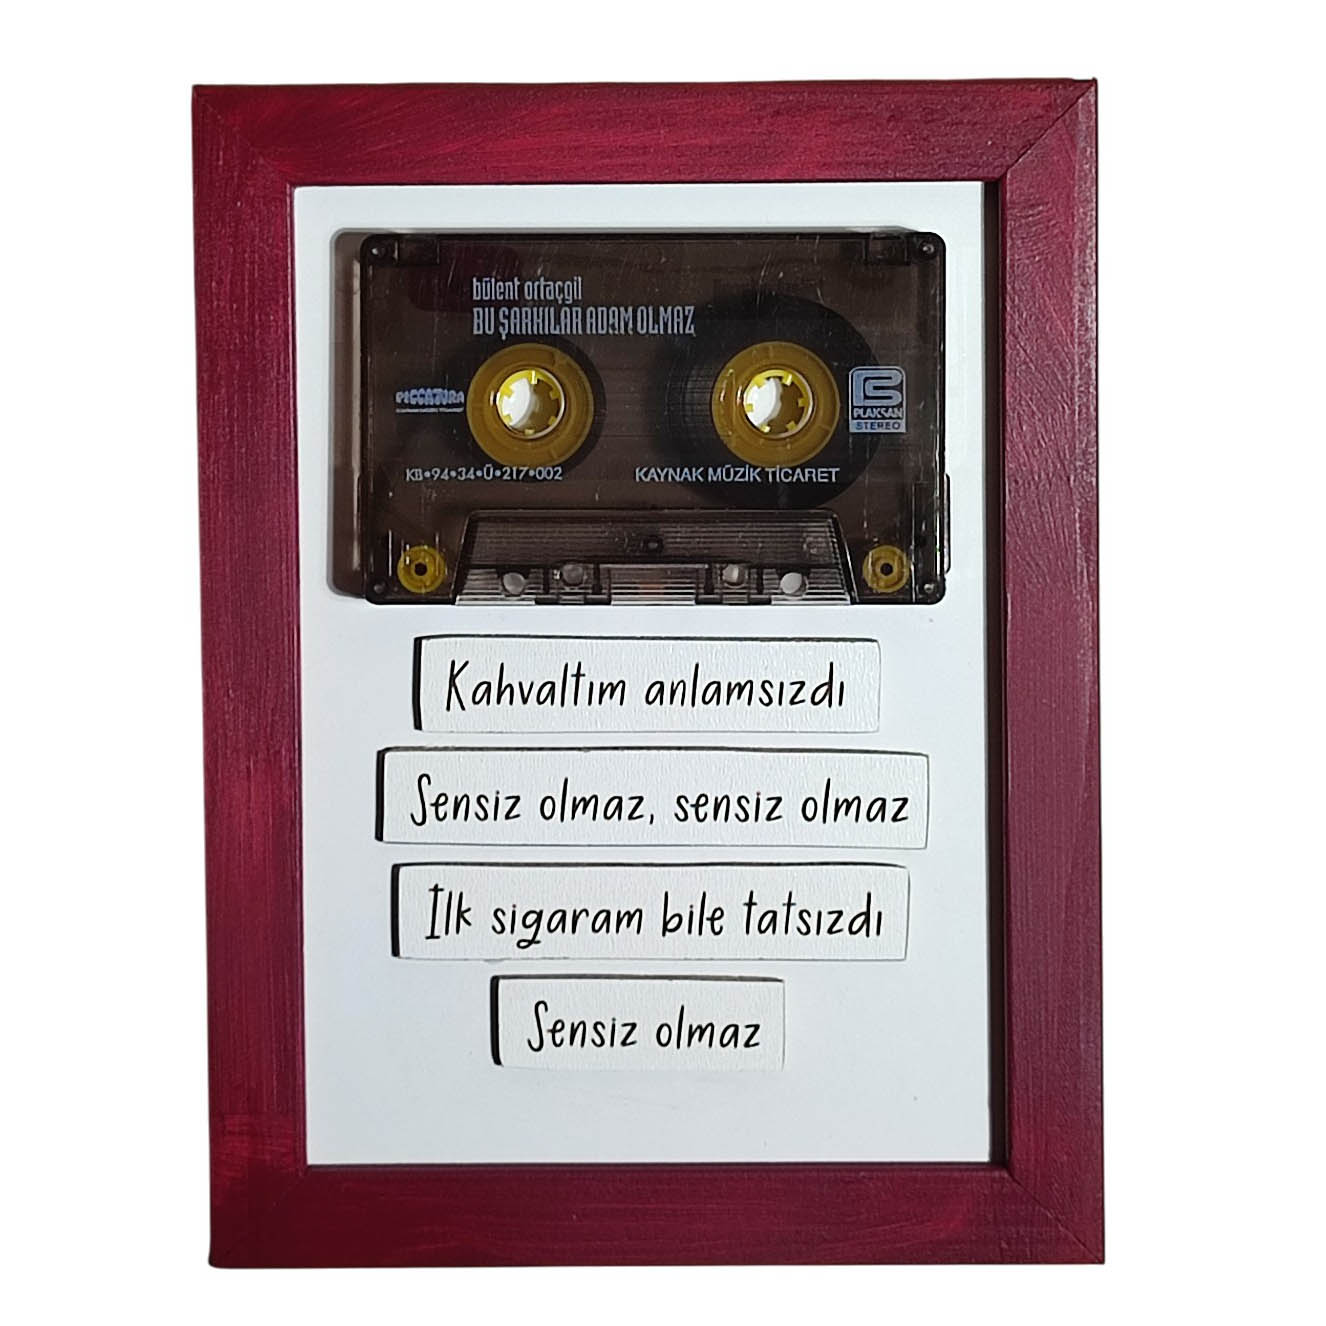 bülent ortaçgil
BU ŞARKILAR ADAM OLMAZ
PICCATURA
PLAKSAN
STEREO
KB•94•34•Ü•217•002
KAYNAK MÜZİK TİCARET
Kahvaltım anlamsızdı
Sensiz olmaz, sensiz olmaz
İlk sigaram bile tatsızdı
Sensiz olmaz